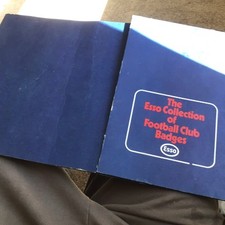 The
Esso Collection
of
Football Club
Badges
Esso